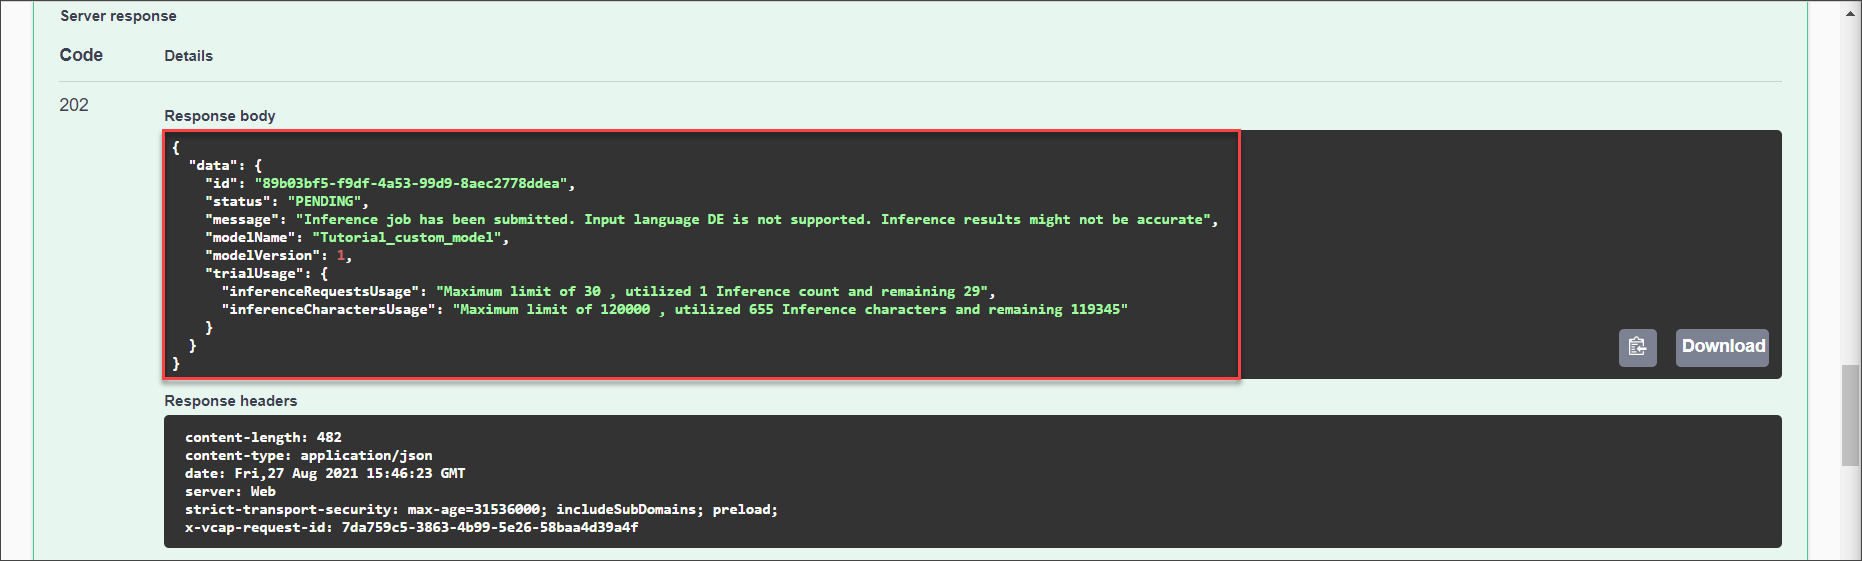 Server response
Code Details
202
Response body
{
"data": {
"id": "89b03bf5-f9df-4a53-99d9-8aec2778ddea",
"status": "PENDING",
"message": "Inference job has been submitted. Input language DE is not supported. Inference results might not be accurate",
"modelName": "Tutorial_custom_model",
"modelVersion": 1,
"trialUsage": {
"inferenceRequestsUsage": "Maximum limit of 30 , utilized 1 Inference count and remaining 29",
"inferenceCharactersUsage": "Maximum limit of 120000 , utilized 655 Inference characters and remaining 119345"
}
}
}
Download
Response headers
content-length: 482
content-type: application/json
date: Fri,27 Aug 2021 15:46:23 GMT
server: Web
strict-transport-security: max-age=31536000; includeSubDomains; preload;
x-vcap-request-id: 7da759c5-3863-4b99-5e26-58baa4d39a4f